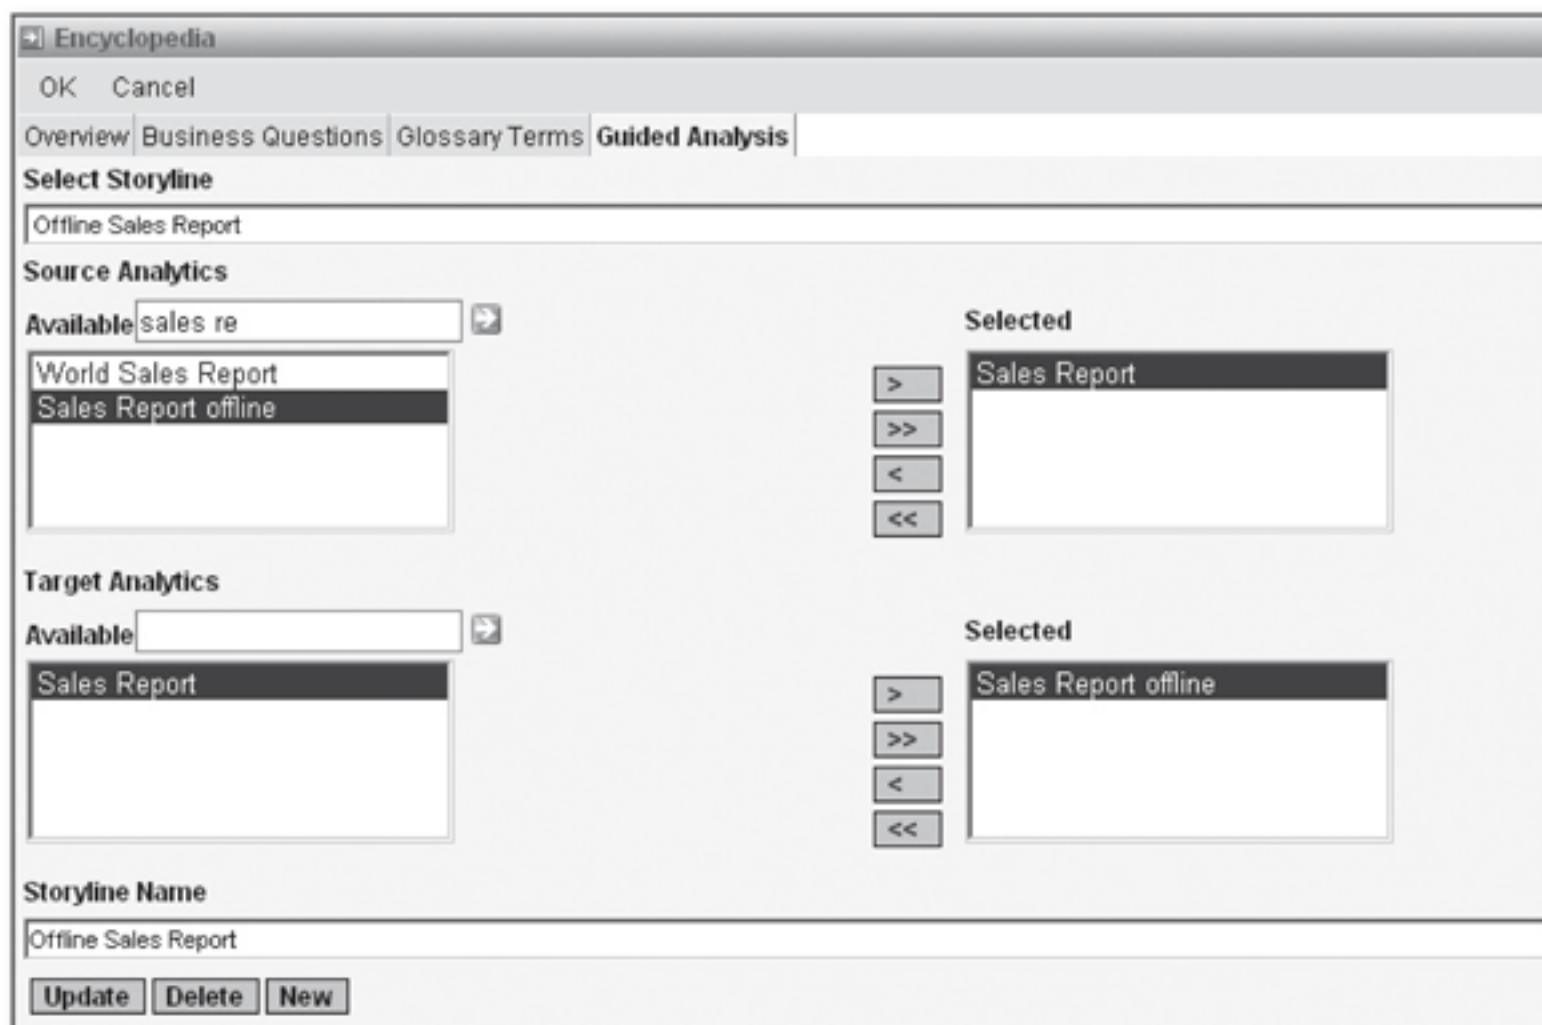 Encyclopedia
OK Cancel
Overview Business Questions Glossary Terms Guided Analysis
Select Storyline
Offline Sales Report
Source Analytics
Available sales re
Selected
World Sales Report
Sales Report offline
>
>>
<
<<
Sales Report
Target Analytics
Available
Selected
Sales Report
>
>>
<
<<
Sales Report offline
Storyline Name
Offline Sales Report
Update Delete New